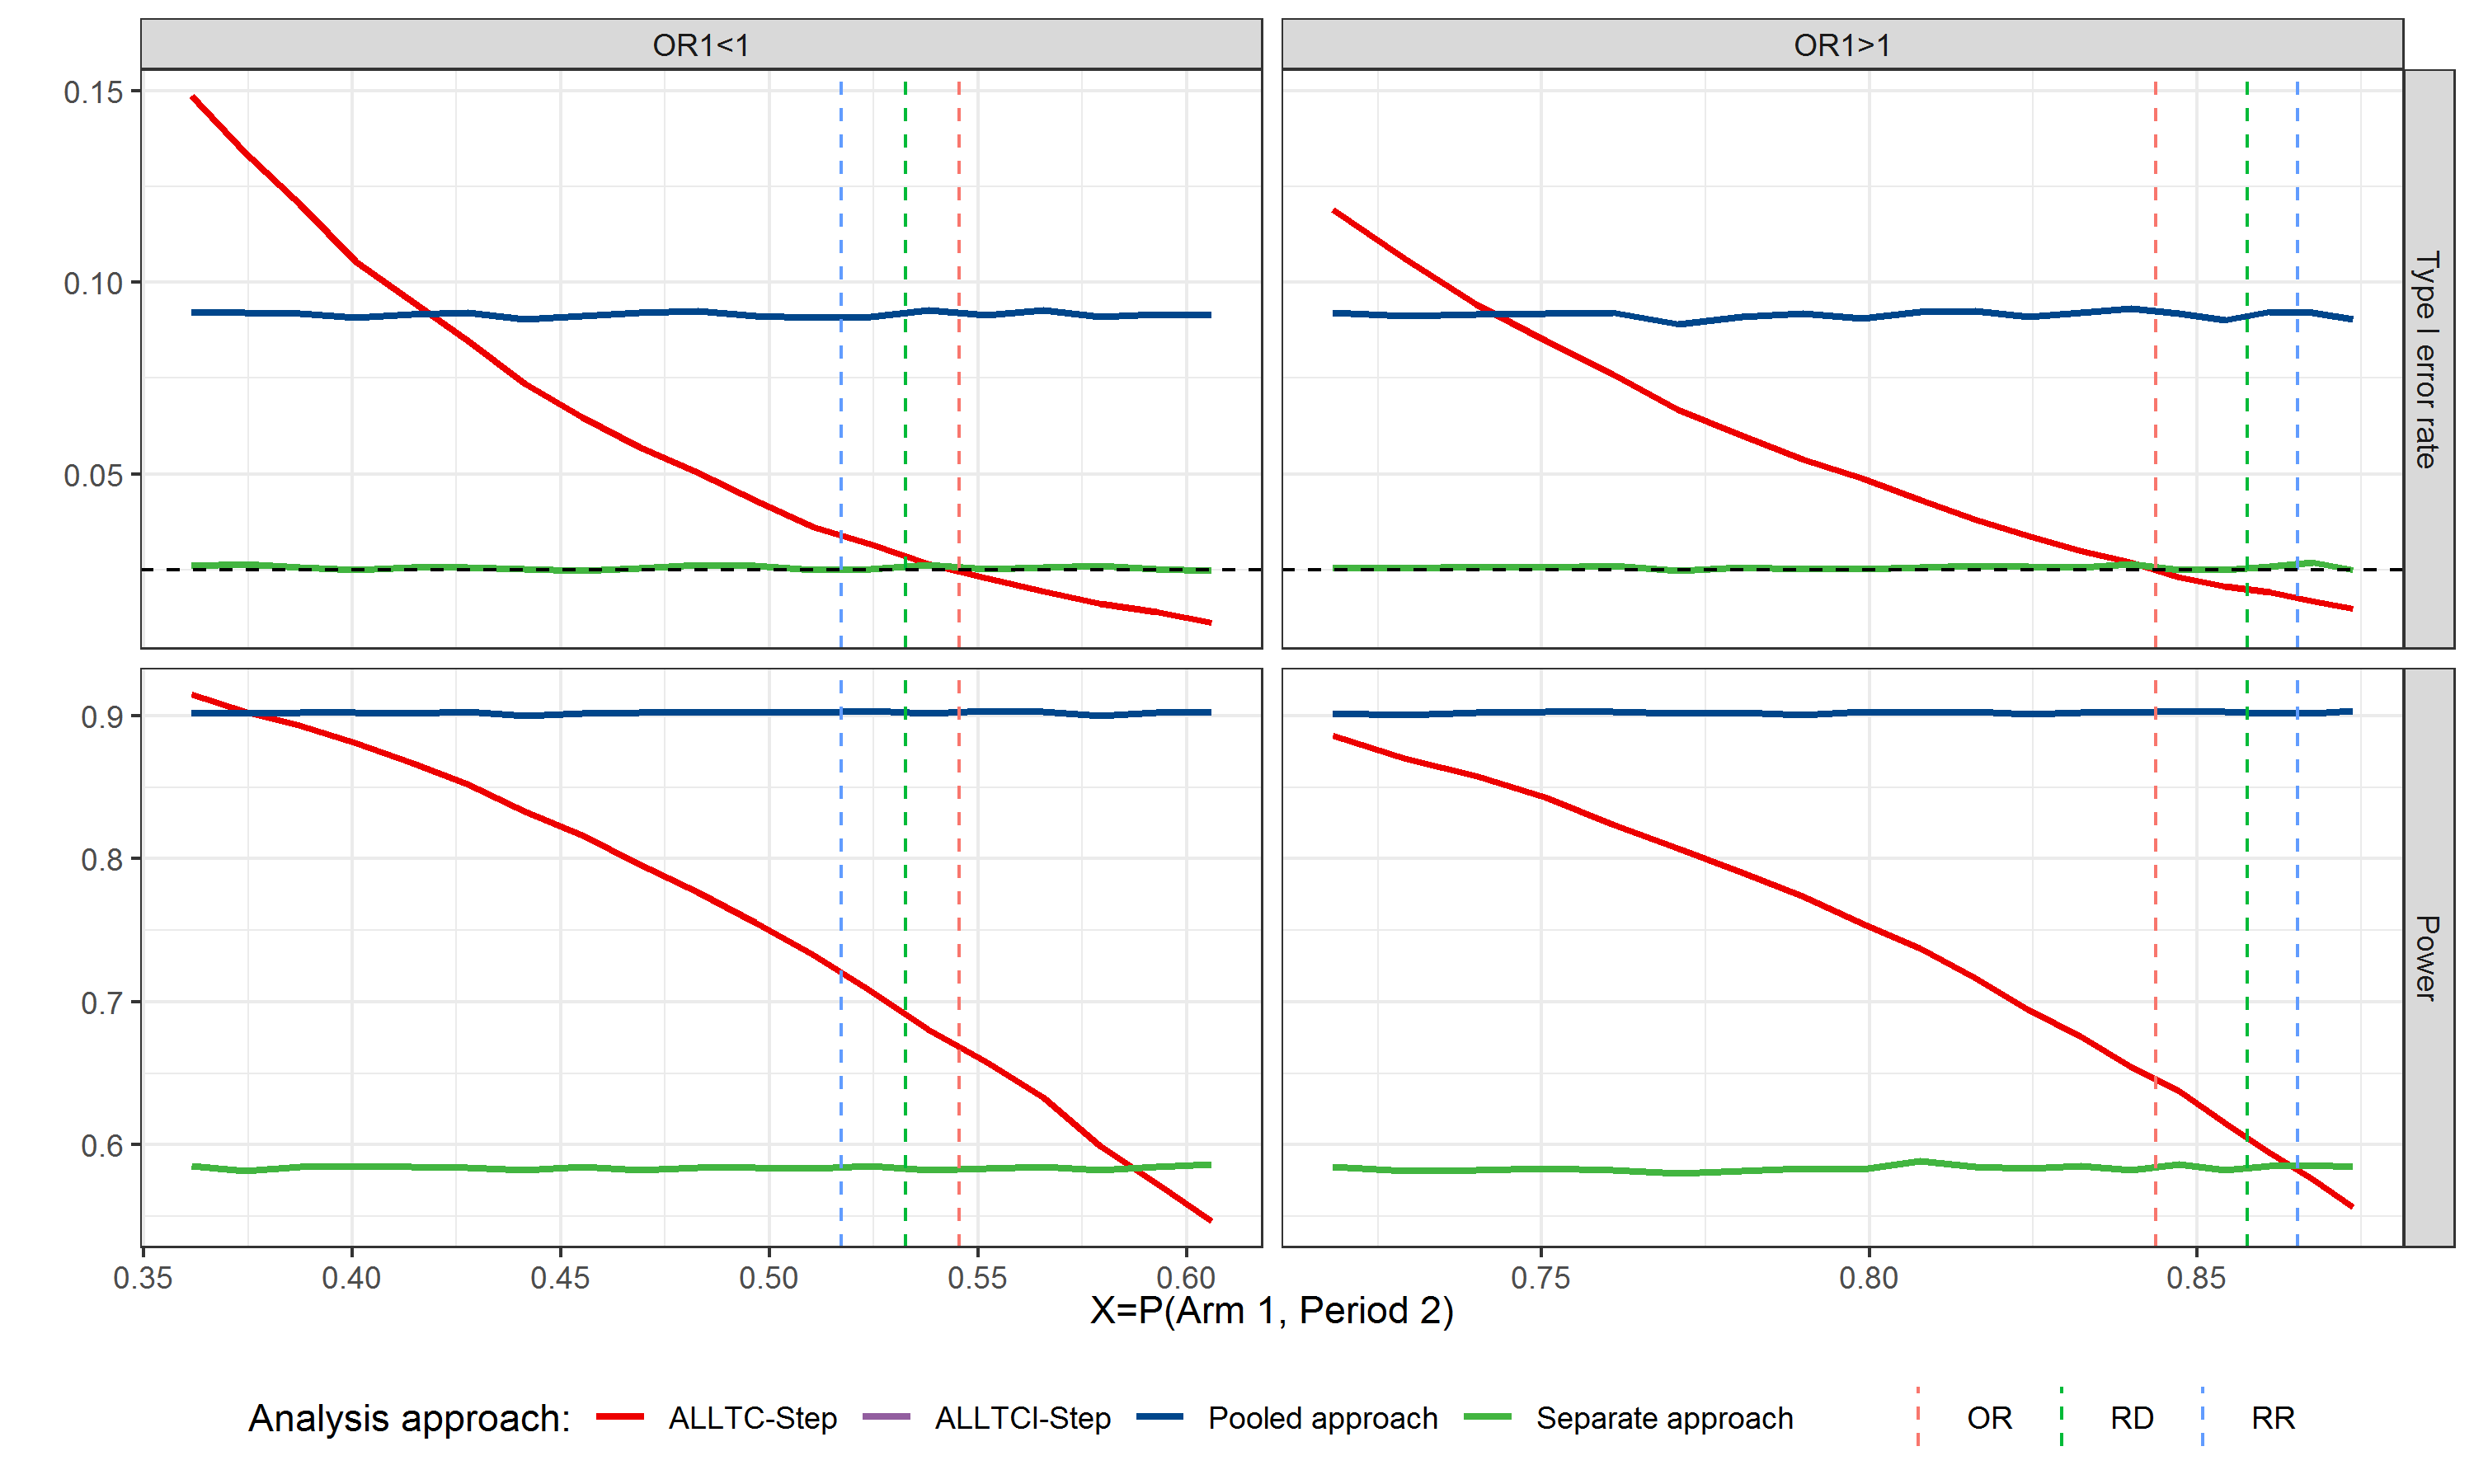 OR1<1
OR1>1
0.15
0.10
0.05
Type I error rate
0.9
0.8
0.7
0.6
Power
0.35
0.40
0.45
0.50
0.55
0.60
0.75
0.80
0.85
X=P(Arm 1, Period 2)
Analysis approach: ALLTC-Step ALLTCI-Step Pooled approach Separate approach OR RD RR